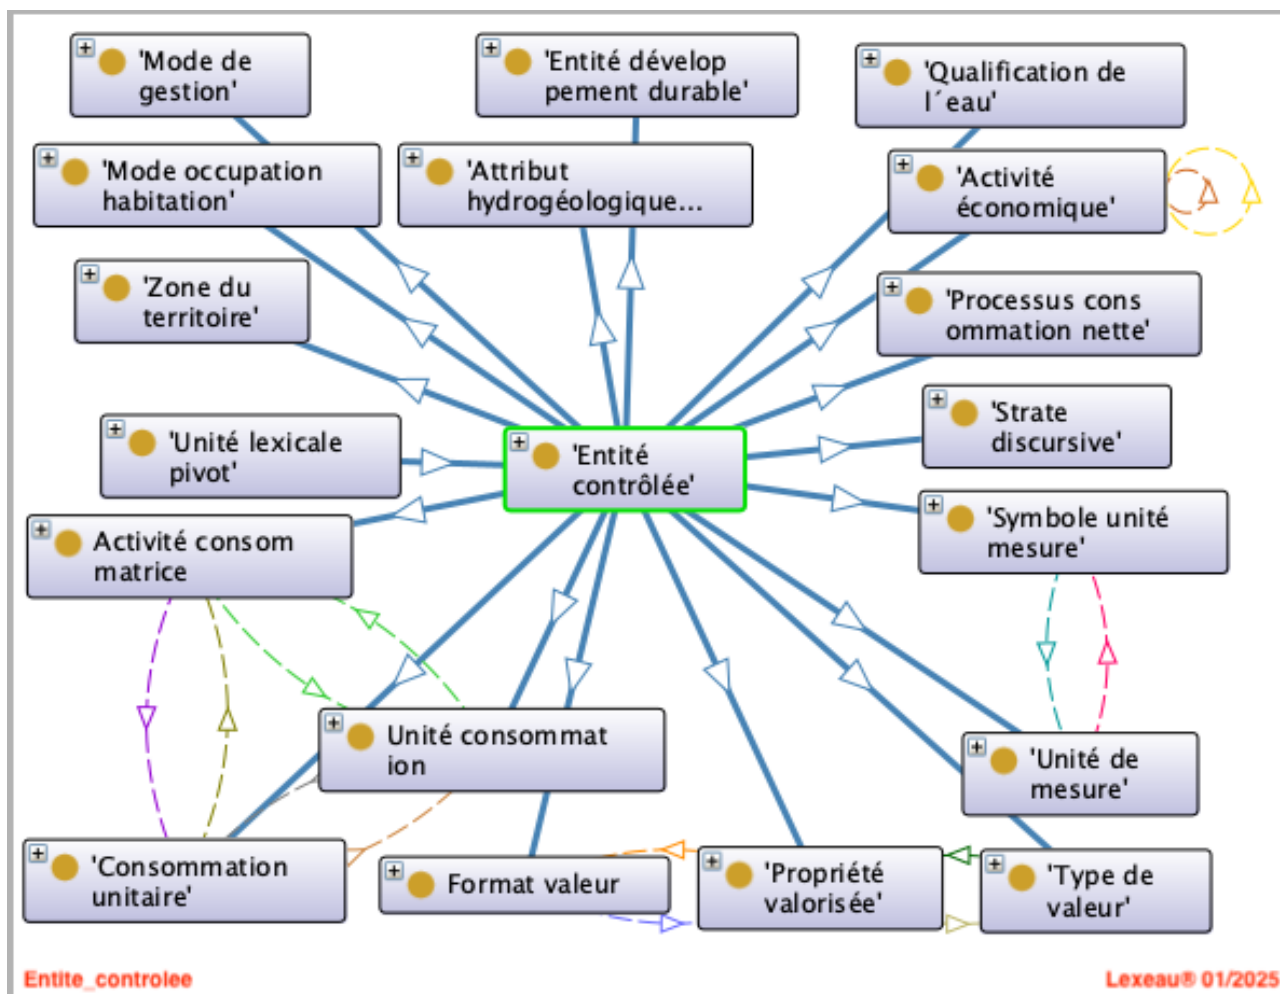 'Mode de
gestion'
'Entité dévelop
pement durable'
'Qualification de
l´eau'
'Mode occupation
habitation'
'Attribut
hydrogéologique...
'Activité
économique'
'Zone du
territoire'
'Processus cons
ommation nette'
'Unité lexicale
pivot'
'Entité
contrôlée'
'Strate
discursive'
Activité consom
matrice
'Symbole unité
mesure'
Unité consommat
ion
'Unité de
mesure'
'Consommation
unitaire'
Format valeur
'Propriété
valorisée'
'Type de
valeur'
Entite_controlee
Lexeau® 01/2025